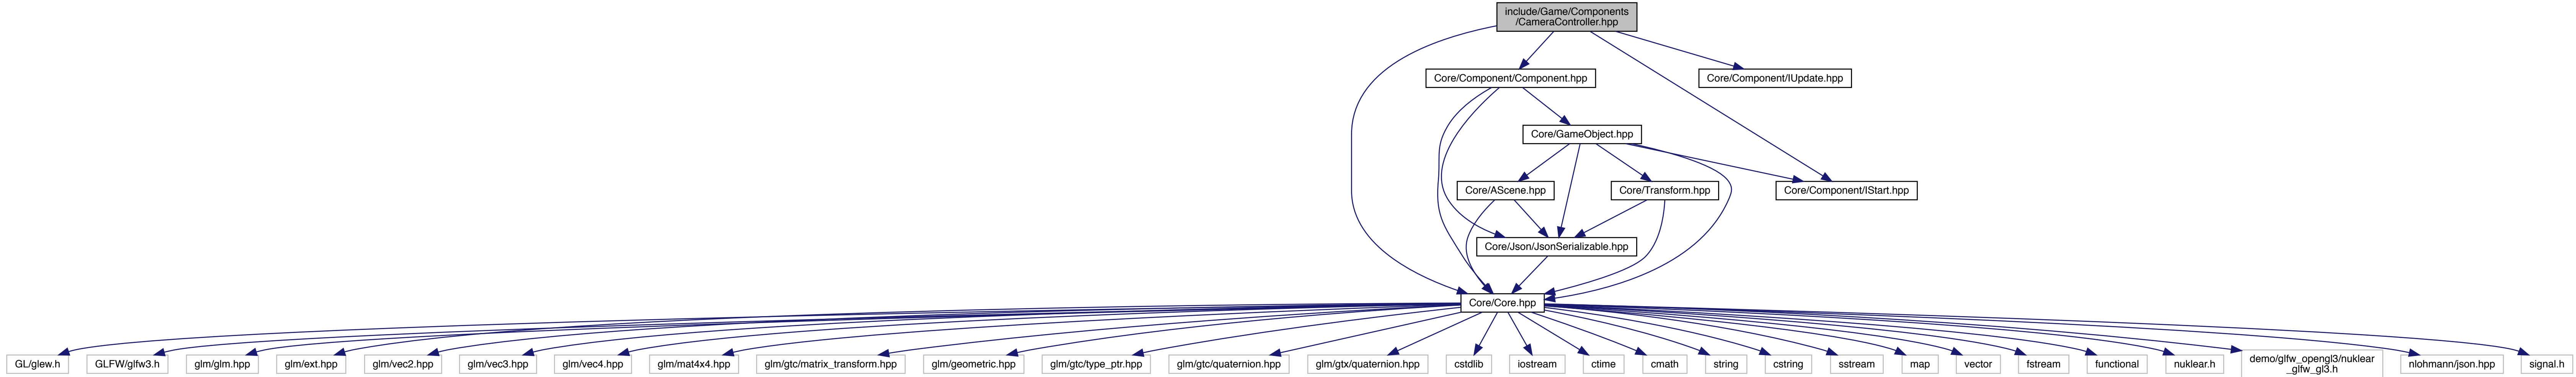 include/Game/Components
/CameraController.hpp
Core/Component/Component.hpp
Core/Component/IUpdate.hpp
Core/GameObject.hpp
Core/AScene.hpp
Core/Transform.hpp
Core/Component/IStart.hpp
Core/Json/JsonSerializable.hpp
Core/Core.hpp
GL/glew.h
GLFW/glfw3.h
glm/glm.hpp
glm/ext.hpp
glm/vec2.hpp
glm/vec3.hpp
glm/vec4.hpp
glm/mat4x4.hpp
glm/gtc/matrix_transform.hpp
glm/geometric.hpp
glm/gtc/type_ptr.hpp
glm/gtc/quaternion.hpp
glm/gtx/quaternion.hpp
cstdlib
iostream
ctime
cmath
string
cstring
sstream
map
vector
fstream
functional
nuklear.h
demo/glfw_opengl3/nuklear
_glfw_gl3.h
nlohmann/json.hpp
signal.h